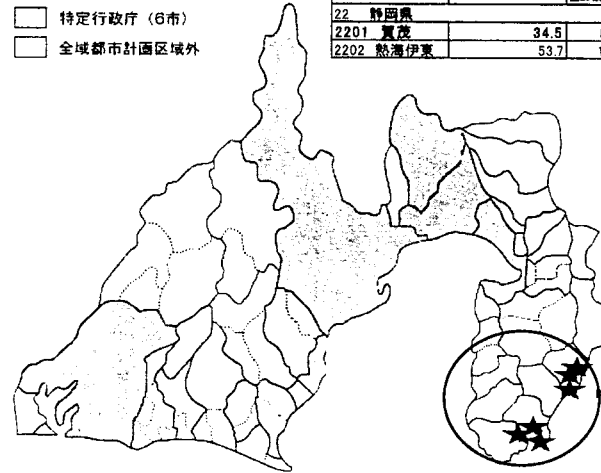 特定行政庁（6市）
全域都市計画区域外
22 静岡県
2201 賀茂 34.5
2202 熱海伊東 53.7